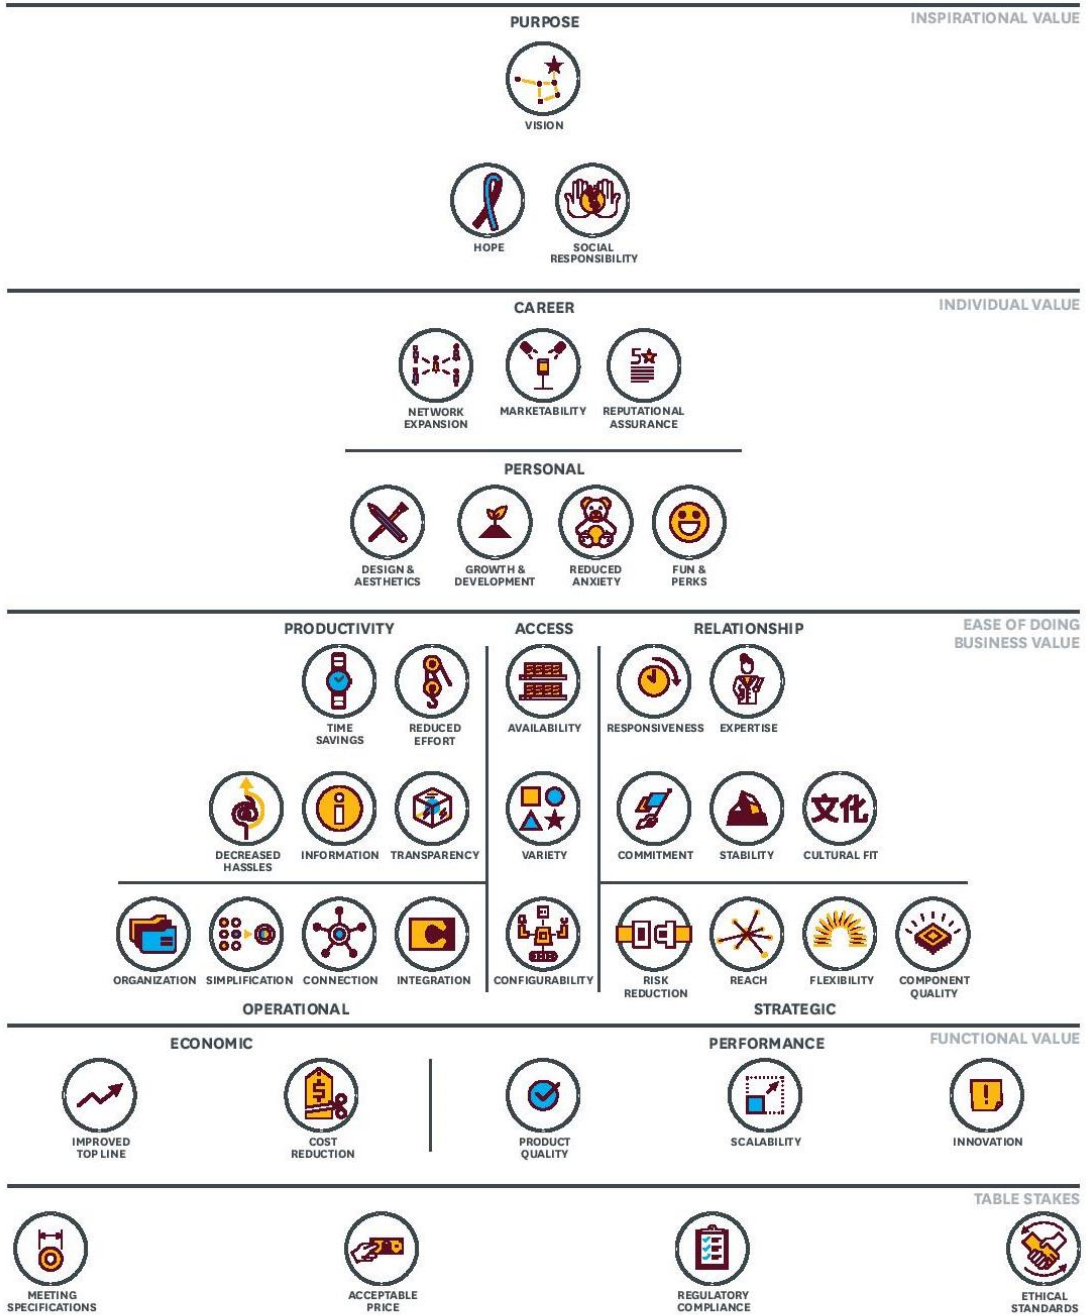 PURPOSE
INSPIRATIONAL VALUE
VISION
HOPE
SOCIAL
RESPONSIBILITY
CAREER
INDIVIDUAL VALUE
5
NETWORK
EXPANSION
MARKETABILITY
REPUTATIONAL
ASSURANCE
PERSONAL
DESIGN &
AESTHETICS
GROWTH &
DEVELOPMENT
REDUCED
ANXIETY
FUN &
PERKS
PRODUCTIVITY
ACCESS
RELATIONSHIP
EASE OF DOING
BUSINESS VALUE
TIME
SAVINGS
REDUCED
EFFORT
AVAILABILITY
RESPONSIVENESS
EXPERTISE
i
文化
DECREASED
HASSLES
INFORMATION
TRANSPARENCY
VARIETY
COMMITMENT
STABILITY
CULTURAL FIT
ORGANIZATION
SIMPLIFICATION
CONNECTION
INTEGRATION
CONFIGURABILITY
RISK
REDUCTION
REACH
FLEXIBILITY
COMPONENT
QUALITY
OPERATIONAL
STRATEGIC
ECONOMIC
PERFORMANCE
FUNCTIONAL VALUE
$
!
IMPROVED
TOP LINE
COST
REDUCTION
PRODUCT
QUALITY
SCALABILITY
INNOVATION
TABLE STAKES
MEETING
SPECIFICATIONS
ACCEPTABLE
PRICE
REGULATORY
COMPLIANCE
ETHICAL
STANDARDS